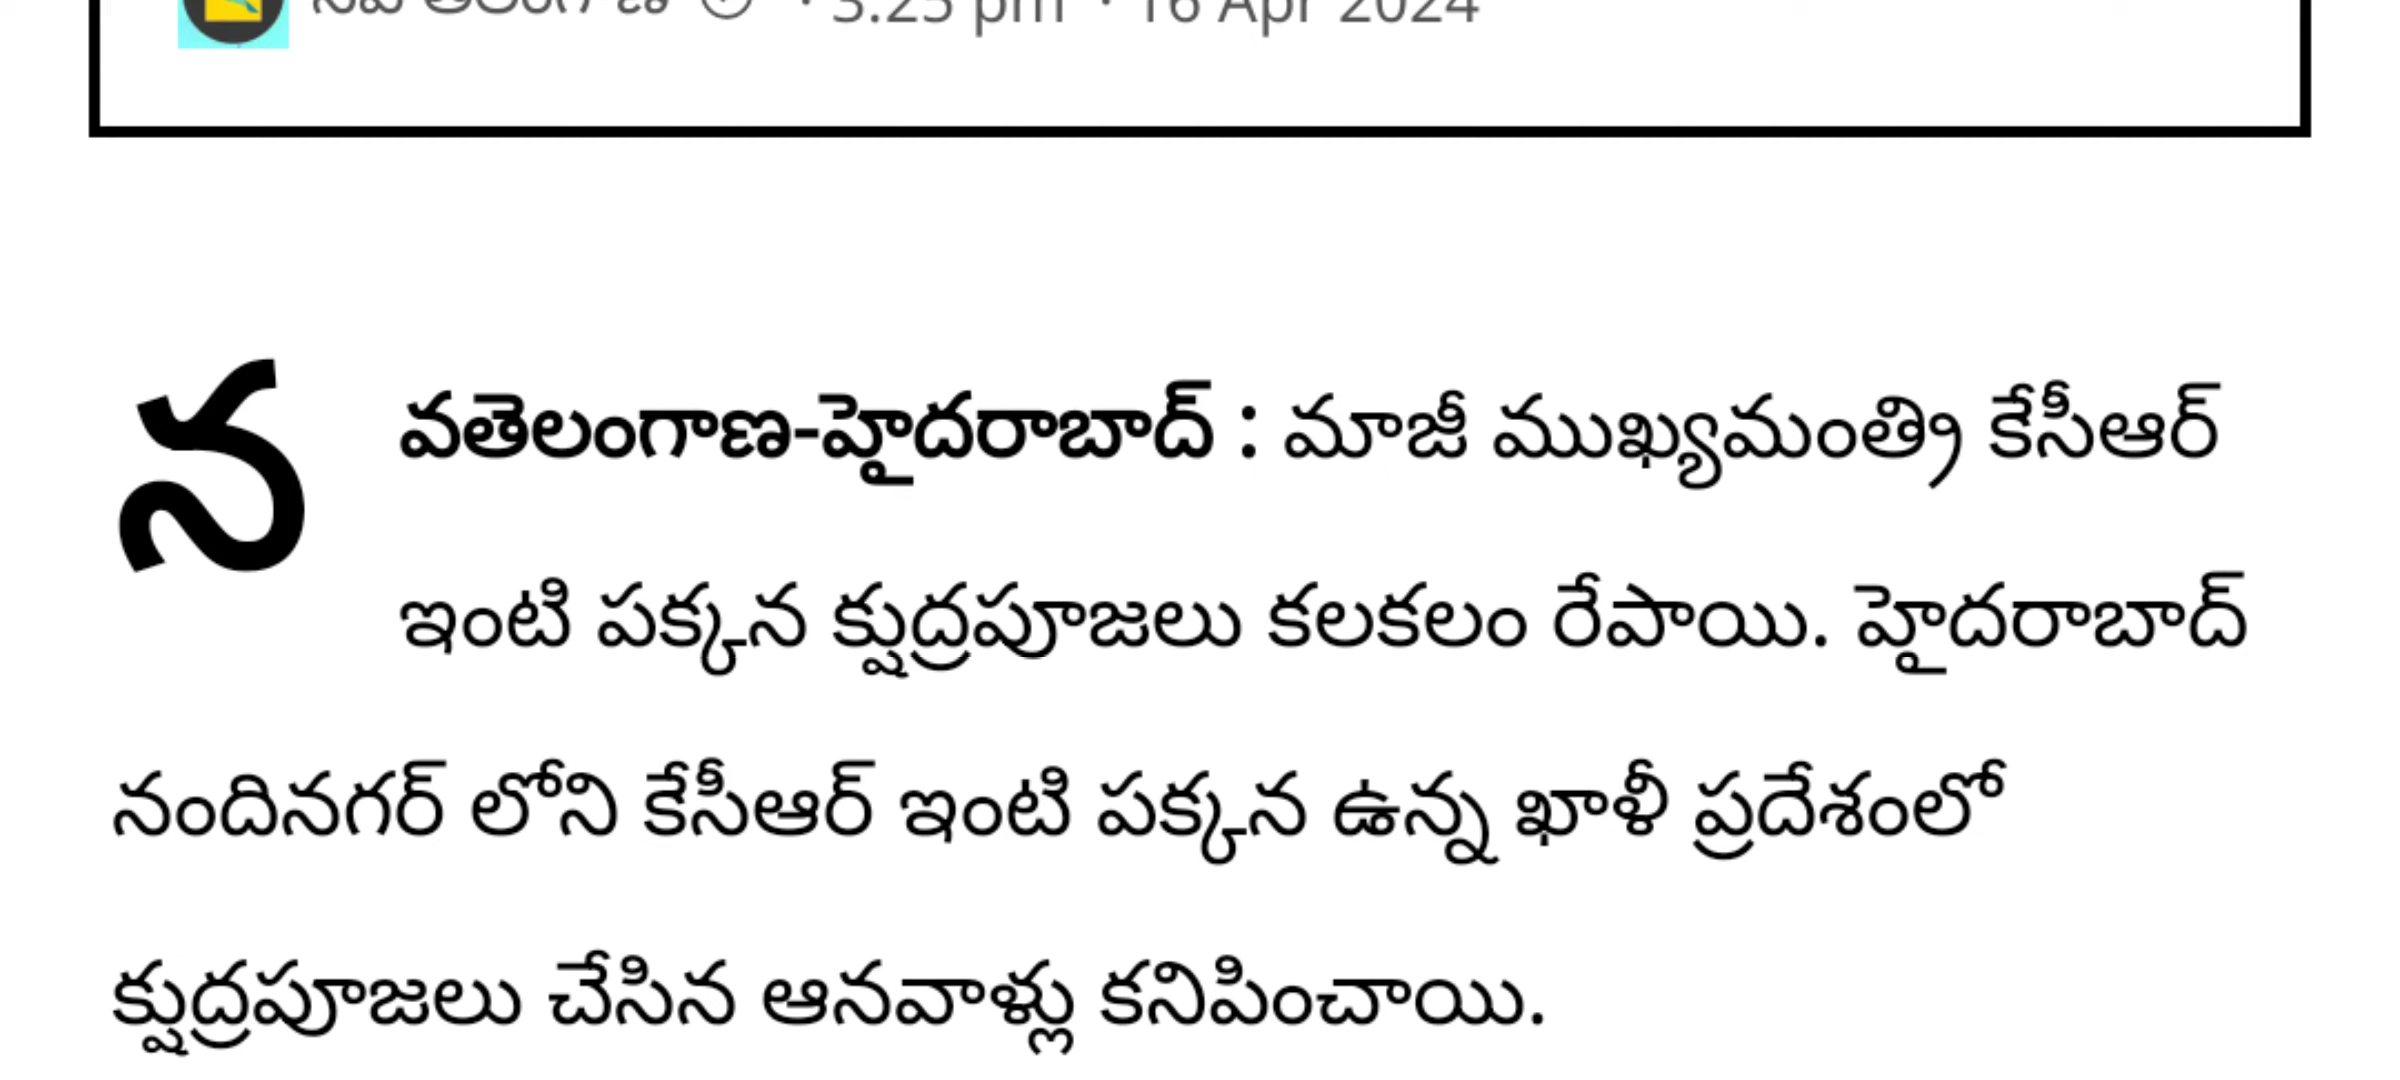 నవ తెలంగాణ · 3:25 pm · 16 Apr 2024
నవతెలంగాణ-హైదరాబాద్ : మాజీ ముఖ్యమంత్రి కేసీఆర్
ఇంటి పక్కన క్షుద్రపూజలు కలకలం రేపాయి. హైదరాబాద్
నందినగర్ లోని కేసీఆర్ ఇంటి పక్కన ఉన్న ఖాళీ ప్రదేశంలో
క్షుద్రపూజలు చేసిన ఆనవాళ్లు కనిపించాయి.